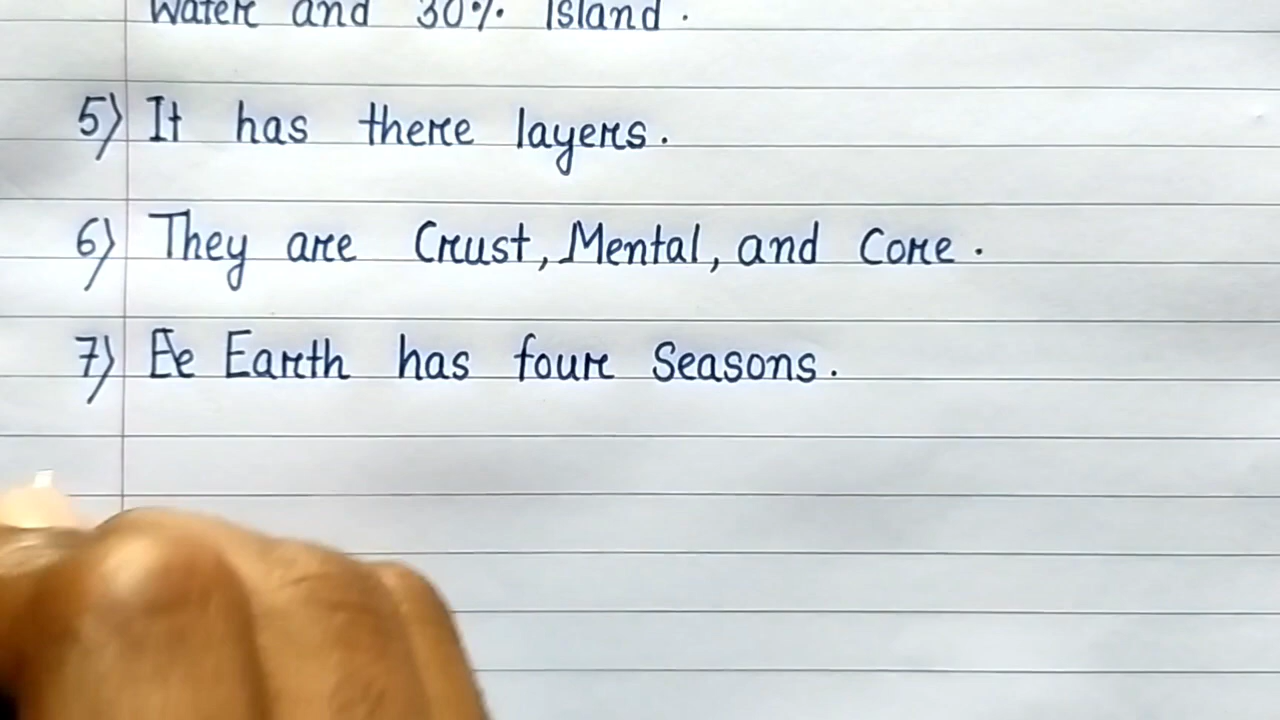 Water and 30% Island.
5) It has there layers.
6) They are Crust, Mental, and Core.
7) Ee Earth has four Seasons.